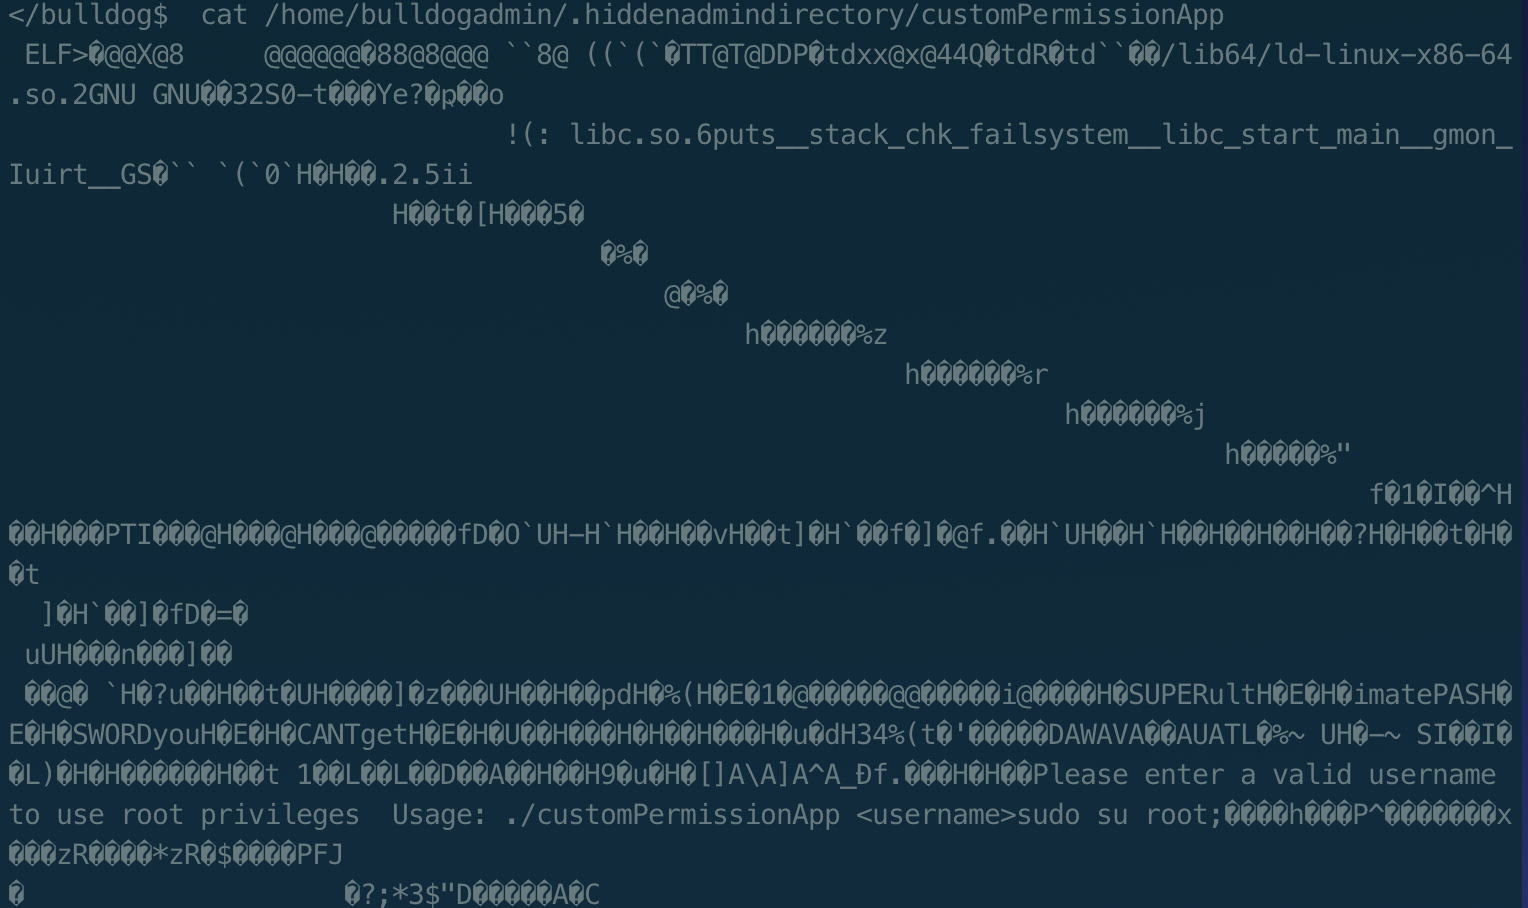 </bulldog$  cat /home/bulldogadmin/.hiddenadmindirectory/customPermissionApp
 ELF>�@@X@8     @@@@@@�88@8@@@ ``8@ ((`(`�TT@T@DDP�tdxx@x@44Q�tdR�td``��/lib64/ld-linux-x86-64
.so.2GNU GNU��32S0-t���Ye?�p��o
!(: libc.so.6puts__stack_chk_failsystem__libc_start_main__gmon_
Iuirt__GS�`` `(`0`H�H��.2.5ii
H��t�[H���5�
�%�
@�%�
h������%z
h������%r
h������%j
h�����%"
f�1�I��^H
��H���PTI���@H���@H���@�����fD�O`UH-H`H��H��vH��t]�H`��f�]�@f.��H`UH��H`H��H��H��H��?H�H��t�H�
�t
]�H`��]�fD�=�
uUH���n���]��
��@� `H�?u��H��t�UH����]�z���UH��H��pdH�%(H�E�1�@�����@@�����i@����H�SUPERultH�E�H�imatePASH�
E�H�SWORDyouH�E�H�CANTgetH�E�H�U��H���H�H��H���H�u�dH34%(t�'�����DAWAVA��AUATL�%~ UH�-~ SI��I�
�L)�H�H������H��t 1��L��L��D��A��H��H9�u�H�[]A\A]A^A_Ðf.���H�H��Please enter a valid username
to use root privileges  Usage: ./customPermissionApp <username>sudo su root;����h���P^�������x
���zR����*zR�$����PFJ
�                    �?;*3$"D�����A�C